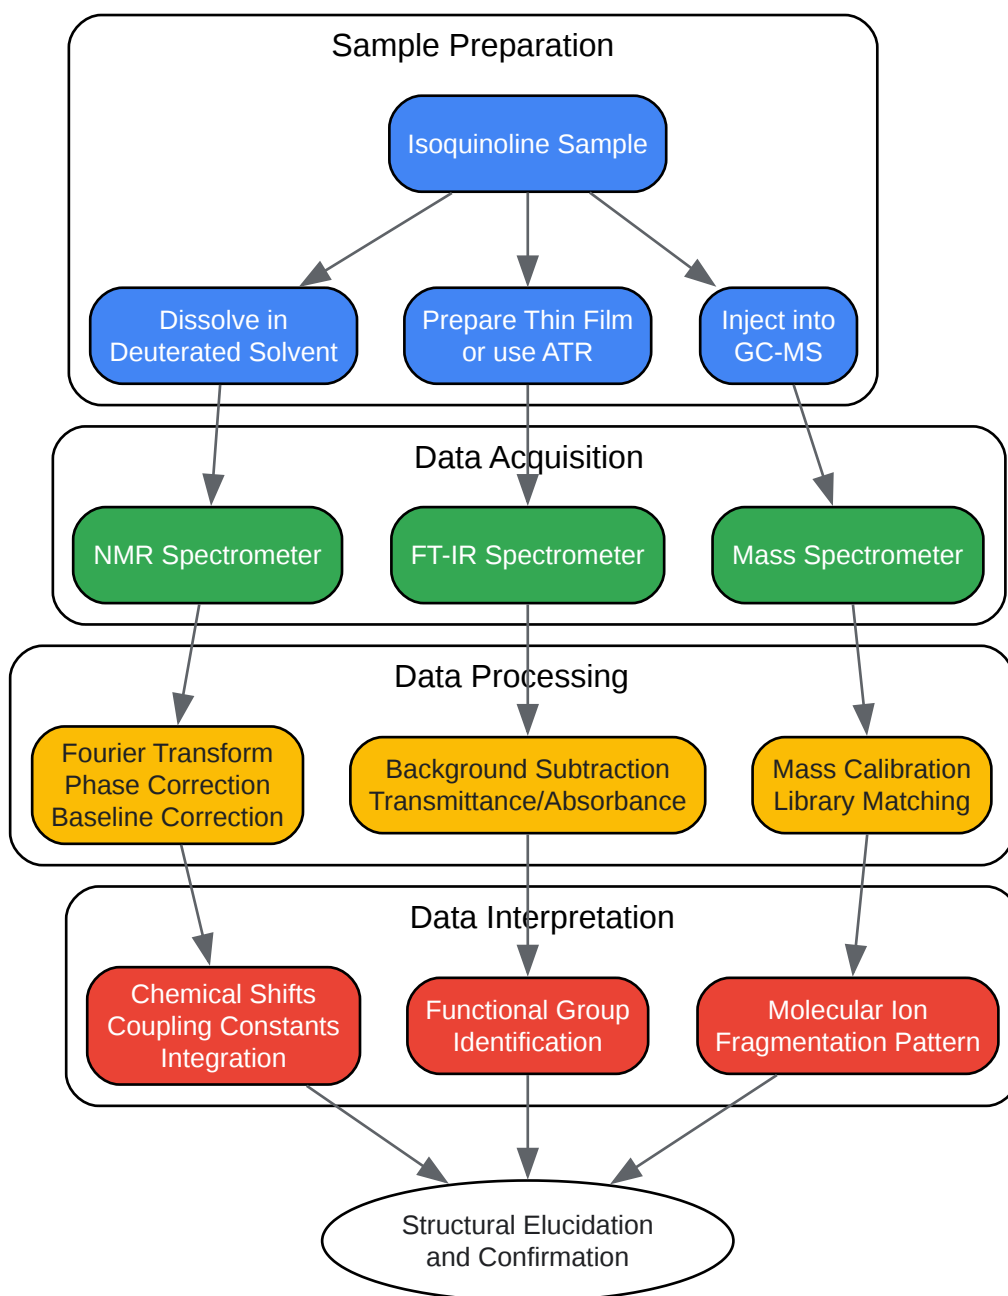 Sample Preparation
Isoquinoline Sample
Dissolve in
Deuterated Solvent
Prepare Thin Film
or use ATR
Inject into
GC-MS
Data Acquisition
NMR Spectrometer
FT-IR Spectrometer
Mass Spectrometer
Data Processing
Fourier Transform
Phase Correction
Baseline Correction
Background Subtraction
Transmittance/Absorbance
Mass Calibration
Library Matching
Data Interpretation
Chemical Shifts
Coupling Constants
Integration
Functional Group
Identification
Molecular Ion
Fragmentation Pattern
Structural Elucidation
and Confirmation